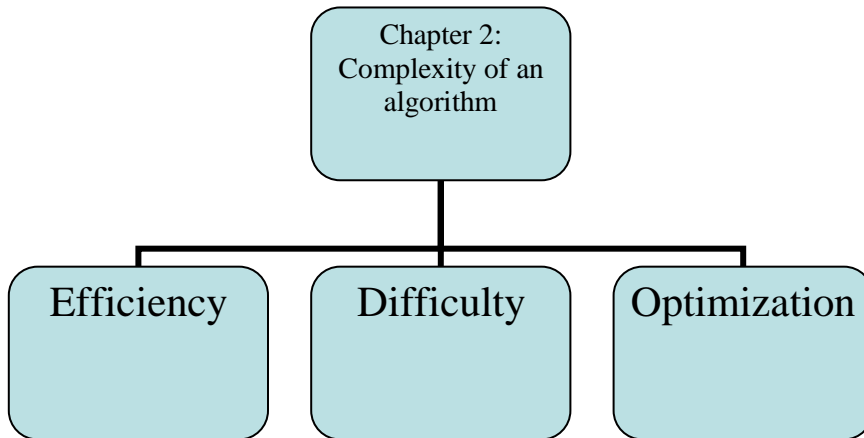 Chapter 2:
Complexity of an
algorithm
Efficiency
Difficulty
Optimization